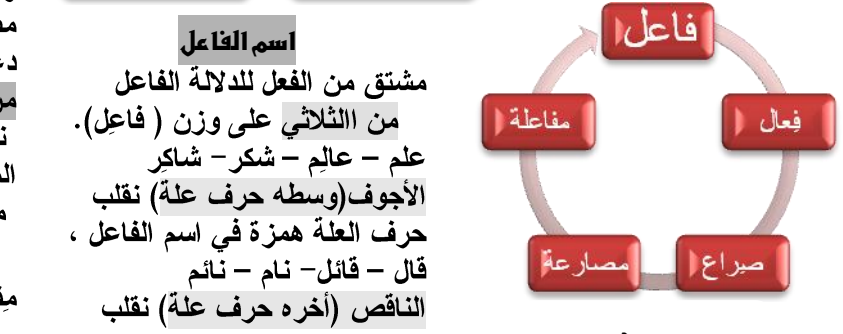 فاعل
فِعال
صِراع
مصارعة
مفاعلة
اسم الفاعل
مشتق من الفعل للدلالة الفاعل
من االثلاثي على وزن ( فاعِل).
علم – عالِم – شكر – شاكِر
الأجوف(وسطه حرف علة) نقلب
حرف العلة همزة في اسم الفاعل ،
قال – قائل– نام – نائم
الناقص (أخره حرف علة) نقلب